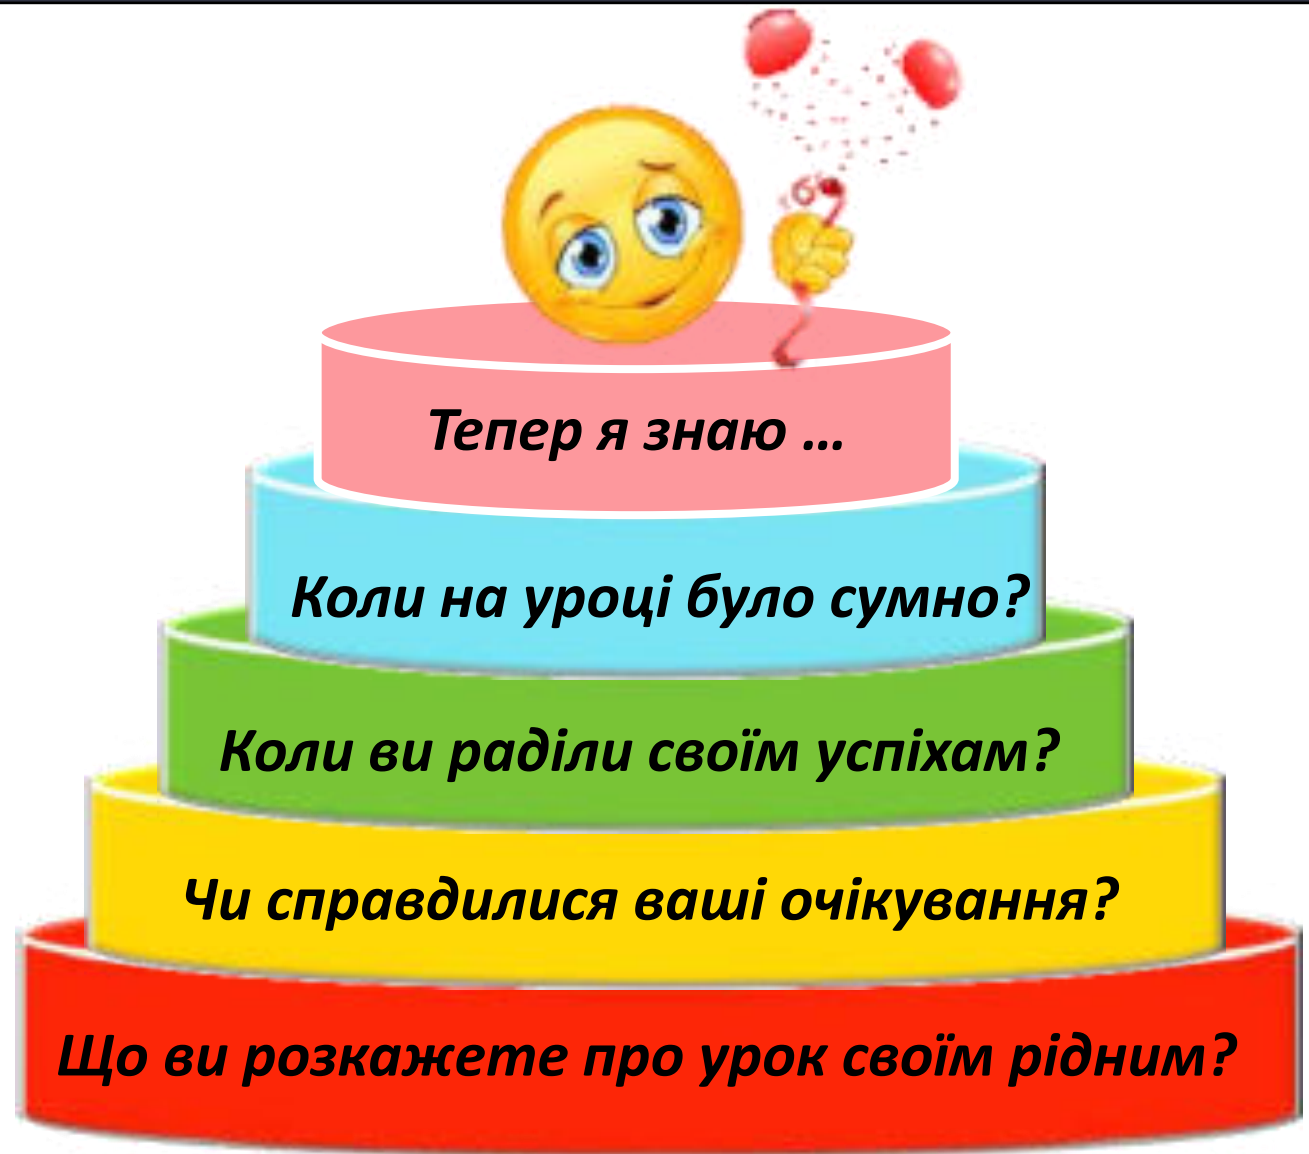 Тепер я знаю ...
Коли на уроці було сумно?
Коли ви раділи своїм успіхам?
Чи справдилися ваші очікування?
Що ви розкажете про урок своїм рідним?